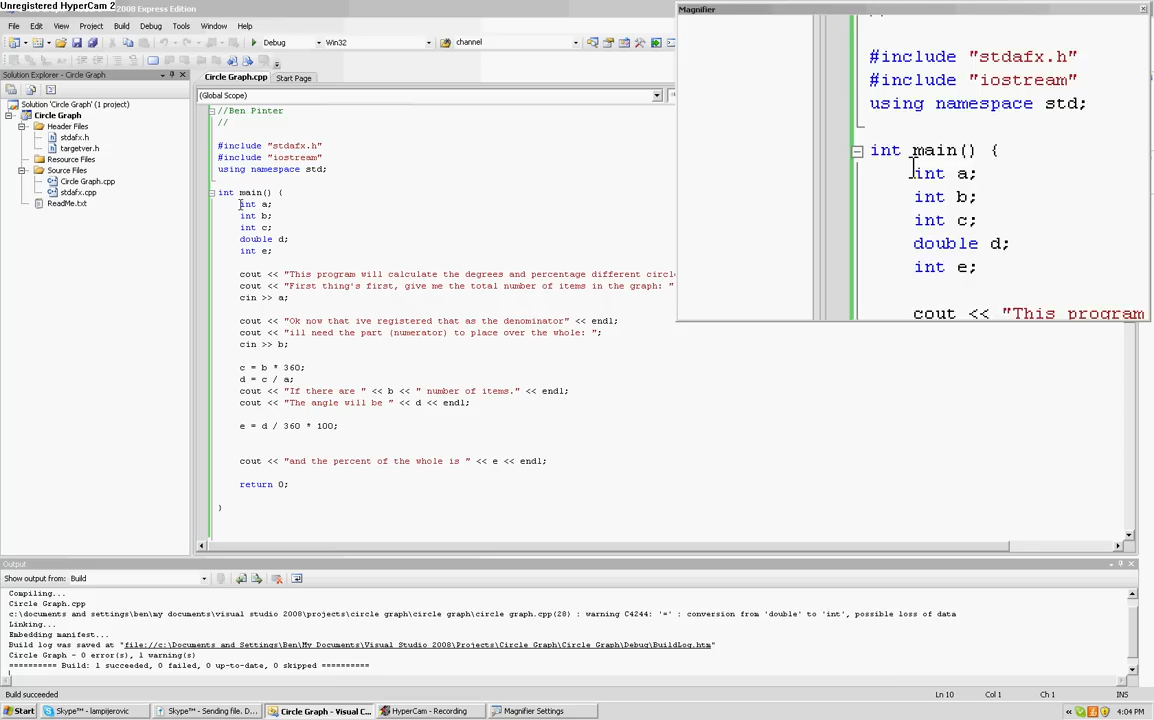 Unregistered HyperCam 2
2008 Express Edition
File Edit View Project Build Debug Tools Window Help
Debug Win32 channel
Solution Explorer - Circle Graph
Solution 'Circle Graph' (1 project)
Circle Graph
Header Files
stdafx.h
targetver.h
Resource Files
Source Files
Circle Graph.cpp
stdafx.cpp
ReadMe.txt
Circle Graph.cpp Start Page
(Global Scope)
//Ben Pinter
//
#include "stdafx.h"
#include "iostream"
using namespace std;
int main() {
int a;
int b;
int c;
double d;
int e;
cout << "This program will calculate the degrees and percentage different circl
cout << "First thing's first, give me the total number of items in the graph: "
cin >> a;
cout << "Ok now that ive registered that as the denominator" << endl;
cout << "ill need the part (numerator) to place over the whole: ";
cin >> b;
c = b * 360;
d = c / a;
cout << "If there are " << b << " number of items." << endl;
cout << "The angle will be " << d << endl;
e = d / 360 * 100;
cout << "and the percent of the whole is " << e << endl;
return 0;
}
Magnifier
#include "stdafx.h"
#include "iostream"
using namespace std;
int main() {
int a;
int b;
int c;
double d;
int e;
cout << "This program
Output
Show output from: Build
Compiling...
Circle Graph.cpp
c:\documents and settings\ben\my documents\visual studio 2008\projects\circle graph\circle graph\circle graph.cpp(28) : warning C4244: '=' : conversion from 'double' to 'int', possible loss of data
Linking...
Embedding manifest...
Build log was saved at "file://c:\Documents and Settings\Ben\My Documents\Visual Studio 2008\Projects\Circle Graph\Circle Graph\Debug\BuildLog.htm"
Circle Graph - 0 error(s), 1 warning(s)
========== Build: 1 succeeded, 0 failed, 0 up-to-date, 0 skipped ==========
Build succeeded Ln 10 Col 1 Ch 1 INS
Start Skype™ - lampijerovic Skype™ - Sending file. D... Circle Graph - Visual C... HyperCam - Recording Magnifier Settings « 4:04 PM